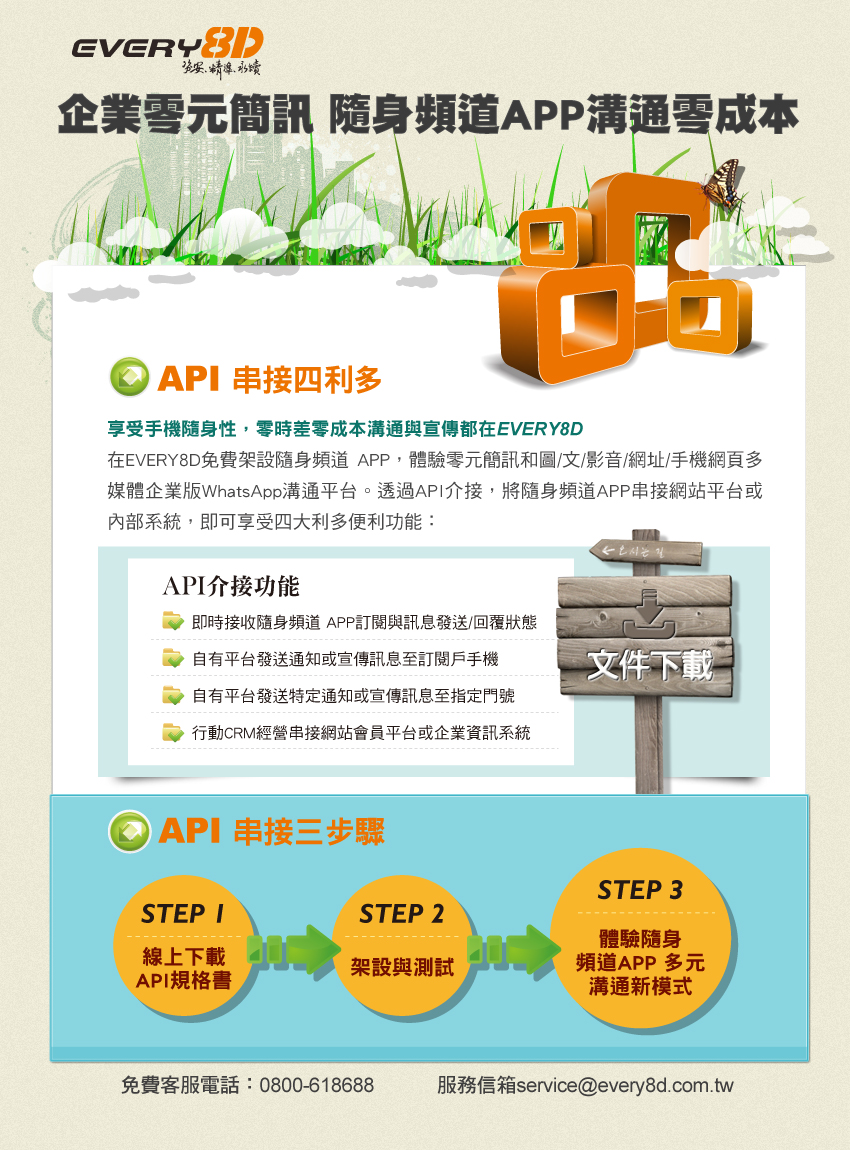 EVERY8D
企業零元簡訊 隨身頻道APP溝通零成本
API 串接四利多
享受手機隨身性，零時差零成本溝通與宣傳都在EVERY8D
在EVERY8D免費架設隨身頻道 APP，體驗零元簡訊和圖/文/影音/網址/手機網頁多
媒體企業版WhatsApp溝通平台。透過API介接，將隨身頻道APP串接網站平台或
內部系統，即可享受四大利多便利功能：
API介接功能
即時接收隨身頻道 APP訂閱與訊息發送/回覆狀態
自有平台發送通知或宣傳訊息至訂閱戶手機
自有平台發送特定通知或宣傳訊息至指定門號
行動CRM經營串接網站會員平台或企業資訊系統
文件下載
API 串接三步驟
STEP 1
線上下載
API規格書
STEP 2
架設與測試
STEP 3
體驗隨身
頻道APP 多元
溝通新模式
免費客服電話：0800-618688
服務信箱service@every8d.com.tw